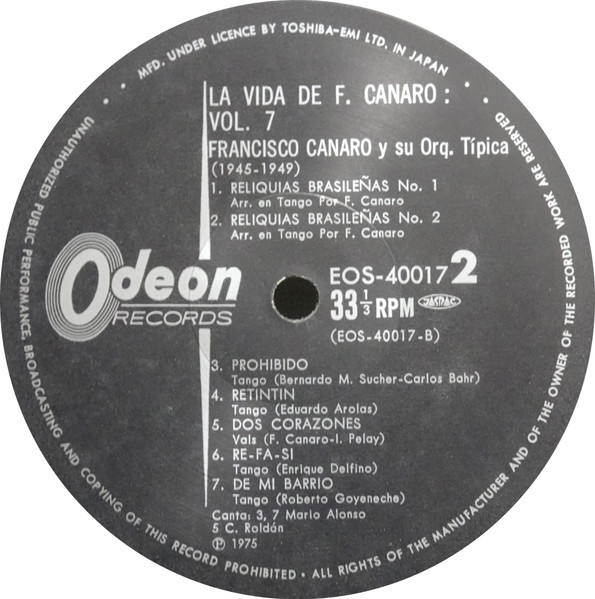 MFD. UNDER LICENCE BY TOSHIBA-EMI LTD. IN JAPAN
LA VIDA DE F. CANARO :
VOL. 7
FRANCISCO CANARO y su Orq. Típica
(1945-1949)
1. RELIQUIAS BRASILEÑAS No. 1
Arr. en Tango Por F. Canaro
2. RELIQUIAS BRASILEÑAS No. 2
Arr. en Tango Por F. Canaro
Odeon
RECORDS
EOS-40017 2
33 1/3 RPM JASRAC
(EOS-40017-B)
3. PROHIBIDO
Tango (Bernardo M. Sucher-Carlos Bahr)
4. RETINTIN
Tango (Eduardo Arolas)
5. DOS CORAZONES
Vals (F. Canaro-I. Pelay)
6. RE-FA-SI
Tango (Enrique Delfino)
7. DE MI BARRIO
Tango (Roberto Goyeneche)
Canta: 3, 7 Mario Alonso
5 C. Roldán
Ⓟ 1975
UNAUTHORIZED PUBLIC PERFORMANCE, BROADCASTING AND COPYING OF THIS RECORD PROHIBITED • ALL RIGHTS OF THE MANUFACTURER AND OF THE OWNER OF THE RECORDED WORK ARE RESERVED